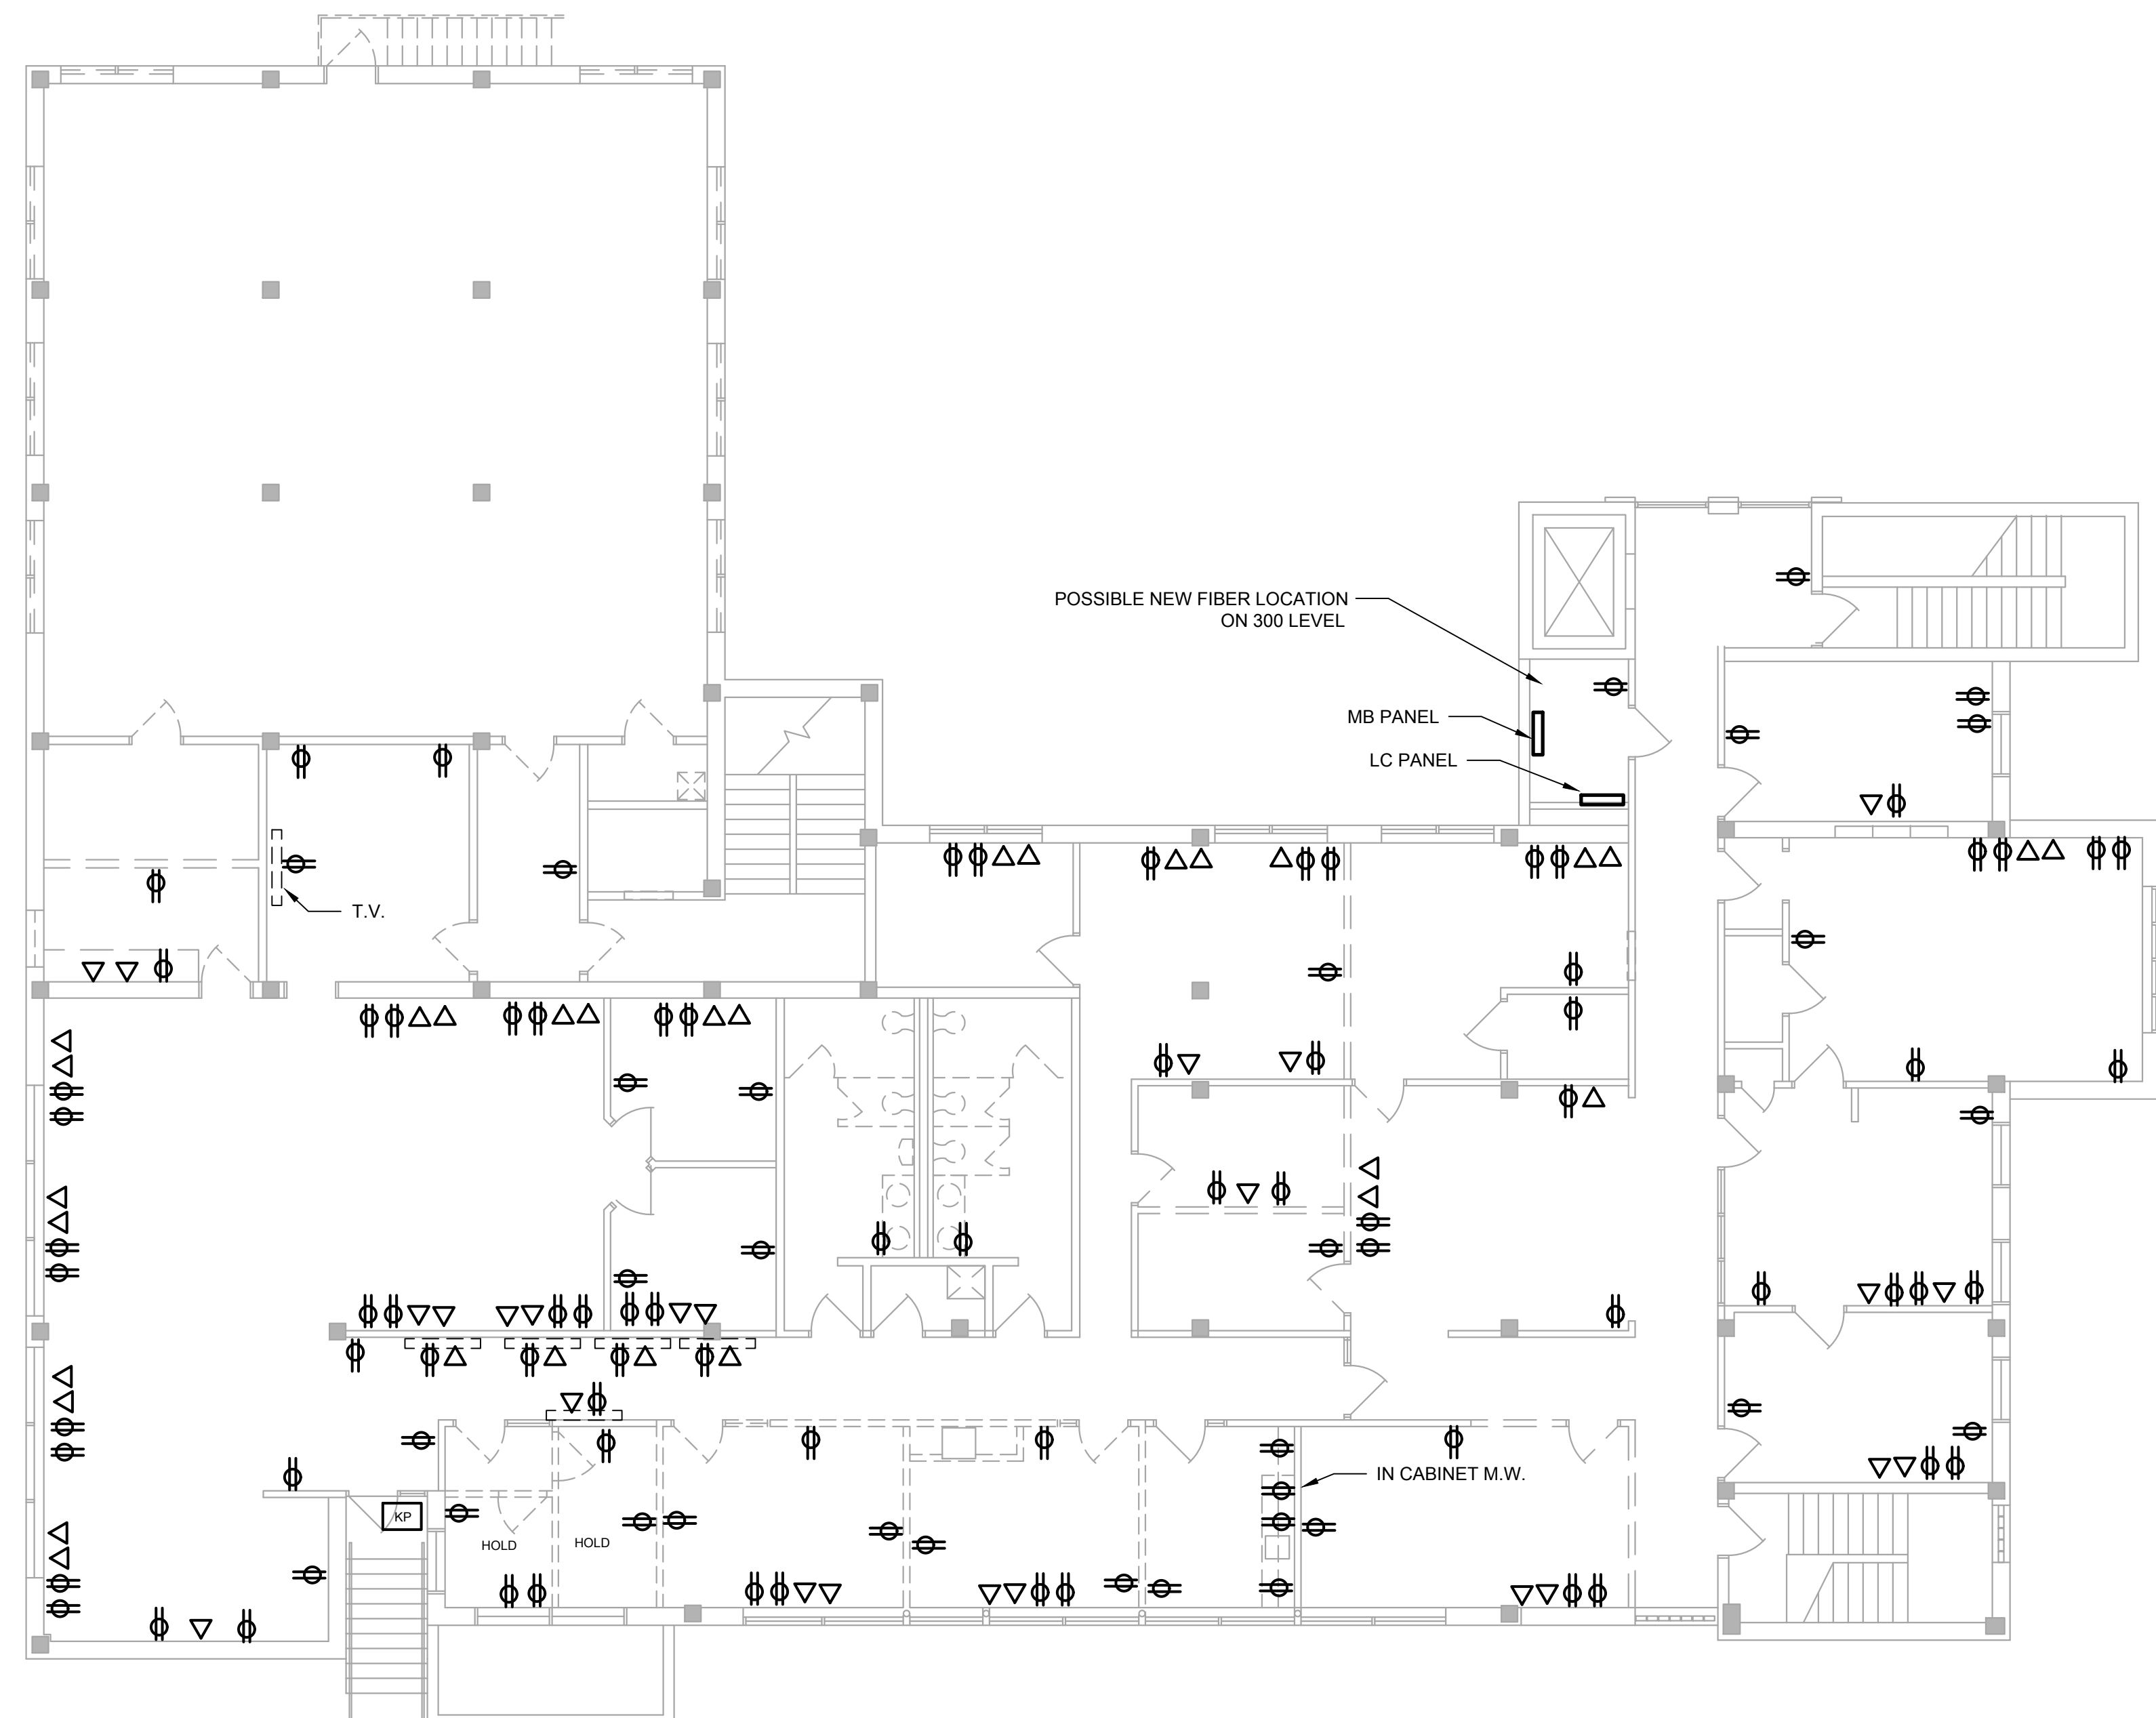 POSSIBLE NEW FIBER LOCATION
ON 300 LEVEL
MB PANEL
LC PANEL
T.V.
IN CABINET M.W.
KP
HOLD
HOLD